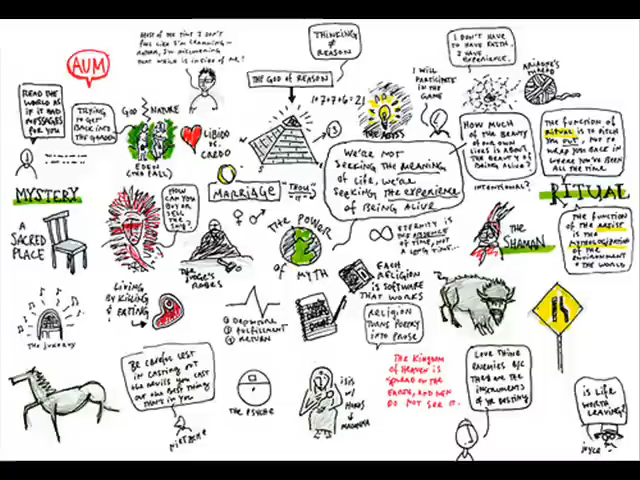 AUM
MOST OF THE TIME I DON'T
FEEL LIKE I'M LEARNING—
RATHER, I'M DISCOVERING
THAT WHICH IS INSIDE OF ME!
THINKING
≠
REASON
THE GOD OF REASON
1+7+7+6=21
I DON'T HAVE
TO HAVE FAITH.
I HAVE
EXPERIENCE.
ARIADNE'S
THREAD
I WILL
PARTICIPATE
IN THE
GAME
READ THE
WORLD AS
IF IT HAD
MESSAGES
FOR YOU
TRYING
TO GET
BACK INTO
THE GARDEN
GOD
NATURE
EDEN
(THE FALL)
LIBIDO
VS.
CREDO
13
THE ABYSS
HOW MUCH
OF THE BEAUTY
OF OUR OWN
LIVES IS ABOUT
THE BEAUTY OF
BEING ALIVE?
THE FUNCTION OF
RITUAL IS TO PITCH
YOU OUT, NOT TO
WRAP YOU BACK IN
WHERE YOU'VE BEEN
ALL THE TIME
WE'RE NOT
SEEKING THE MEANING
OF LIFE, WE'RE
SEEKING THE EXPERIENCE
OF BEING ALIVE
INTENTIONAL?
MYSTERY
HOW
CAN YOU
BUY OR
SELL
THE
SKY?
MARRIAGE
"THOU"
RITUAL
A
SACRED
PLACE
THE JUDGE'S
ROBES
THE POWER
OF MYTH
∞ ETERNITY IS
THE ABSENCE
OF TIME, NOT
A LONG TIME...
THE
SHAMAN
THE FUNCTION
OF THE ARTIST
IS THE
MYTHOLOGIZATION
OF THE
ENVIRONMENT
& THE WORLD
THE JOURNEY
LIVING
BY KILLING
& EATING
1 DEPARTURE
2 FULFILLMENT
3 RETURN
EACH
RELIGION
IS SOFTWARE
THAT WORKS
RELIGION
TURNS POETRY
INTO PROSE
BE CAREFUL LEST
IN CASTING OUT
THE DEVILS YOU CAST
OUT THE BEST THING
THAT'S IN YOU
NIETZSCHE
THE PSYCHE
ISIS
W/
HORUS
=
MADONNA
THE KINGDOM
OF HEAVEN IS
SPREAD ON THE
EARTH, AND MEN
DO NOT SEE IT.
LOVE THINE
ENEMIES B/C
THEY ARE THE
INSTRUMENTS
OF YR DESTINY
IS LIFE
WORTH
LEAVING?
JOYCE